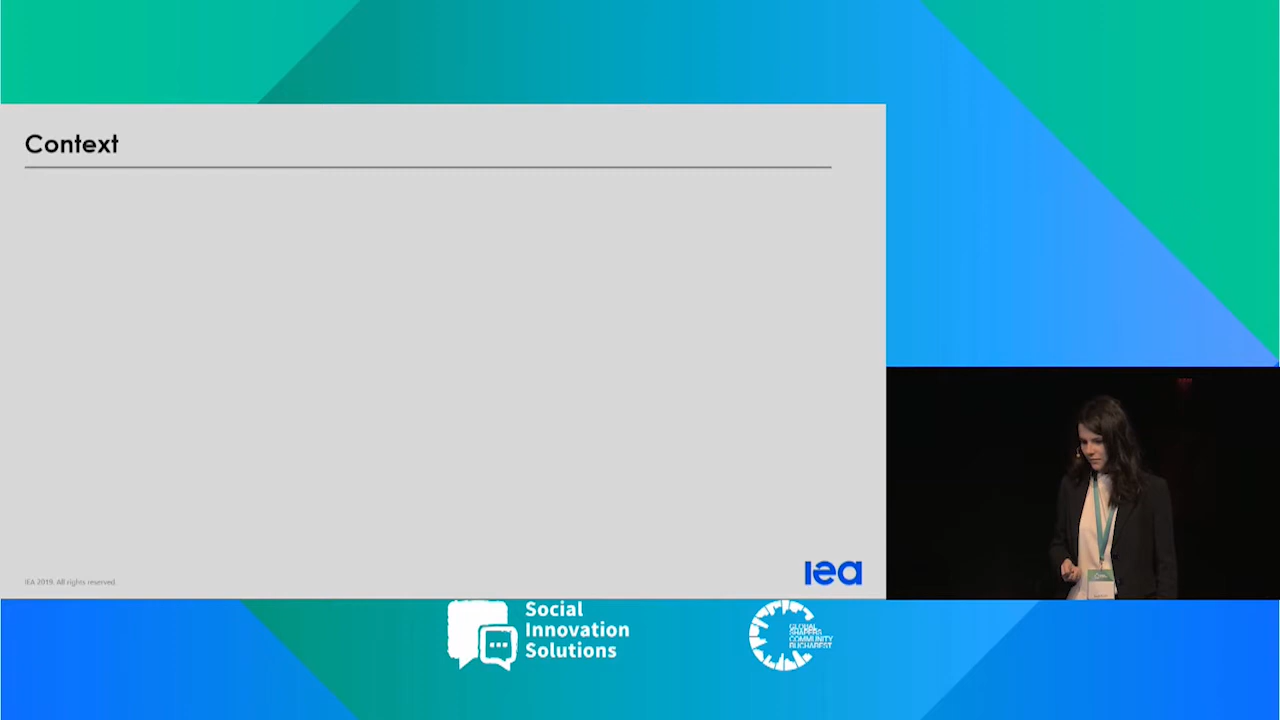 Context
IEA 2019. All rights reserved.
iea
Social
Innovation
Solutions
GLOBAL
SHAPERS
COMMUNITY
BUCHAREST